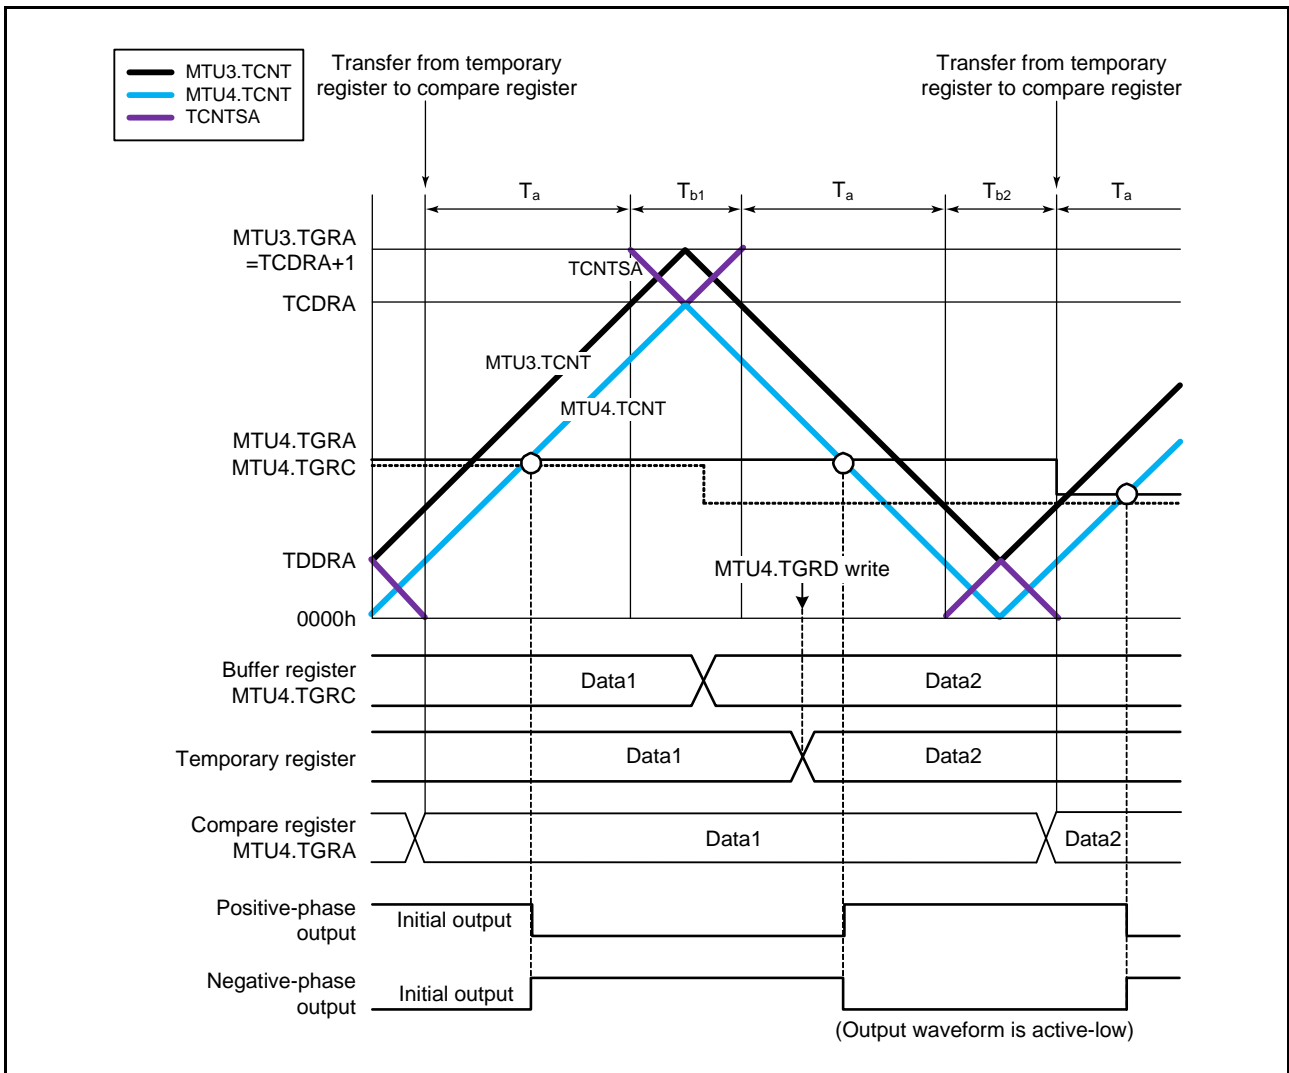 MTU3.TCNT
MTU4.TCNT
TCNTSA
Transfer from temporary
register to compare register
Transfer from temporary
register to compare register
Ta
Tb1
Ta
Tb2
Ta
MTU3.TGRA
=TCDRA+1
TCNTSA
TCDRA
MTU3.TCNT
MTU4.TCNT
MTU4.TGRA
MTU4.TGRC
TDDRA
MTU4.TGRD write
0000h
Buffer register
MTU4.TGRC
Data1
Data2
Temporary register
Data1
Data2
Compare register
MTU4.TGRA
Data1
Data2
Positive-phase
output
Initial output
Negative-phase
output
Initial output
(Output waveform is active-low)